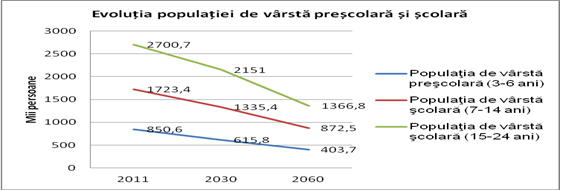 Evoluția populației de vârstă preșcolară și școlară
Mii persoane
3000
2500
2000
1500
1000
500
0
2700,7
2151
1366,8
1723,4
1335,4
872,5
850,6
615,8
403,7
2011
2030
2060
Populația de vârstă
preșcolară (3-6 ani)
Populația de vârstă
școlară (7-14 ani)
Populația de vârstă
școlară (15-24 ani)